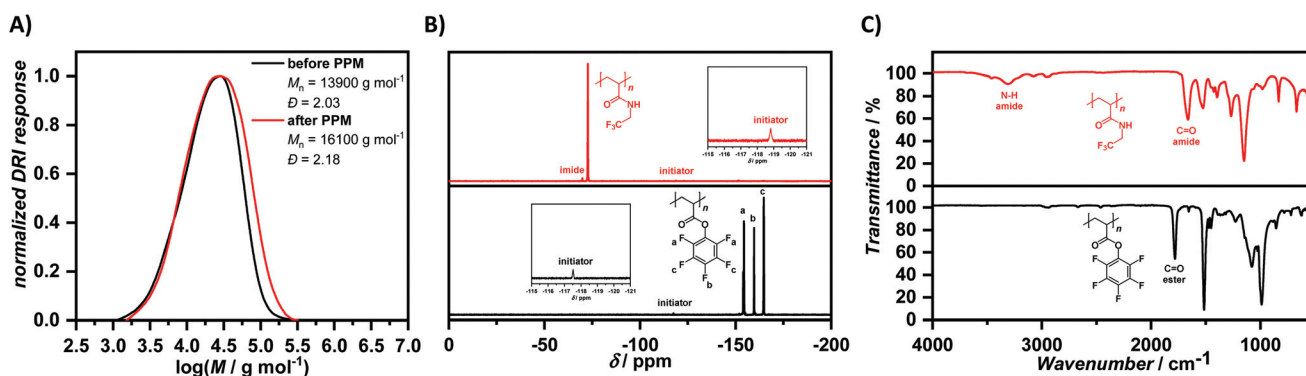 A)
before PPM
Mn = 13900 g mol-1
Đ = 2.03
after PPM
Mn = 16100 g mol-1
Đ = 2.18
normalized DRI response
1.0
0.8
0.6
0.4
0.2
0.0
2.5 3.0 3.5 4.0 4.5 5.0 5.5 6.0 6.5 7.0
log(M / g mol-1)
B)
n
O NH
F3C
imide
initiator
initiator
-115 -116 -117 -118 -119 -120 -121
δ/ ppm
n
O O
a F F a
c F F c
F
b
a b c
initiator
-115 -116 -117 -118 -119 -120 -121
δ/ ppm
initiator
0 -50 -100 -150 -200
δ / ppm
C)
Transmittance / %
100
80
60
40
20
0
N-H
amide
n
O NH
F3C
C=O
amide
100
80
60
40
20
0
n
O O
F F
F F
F
C=O
ester
4000 3000 2000 1000
Wavenumber / cm-1